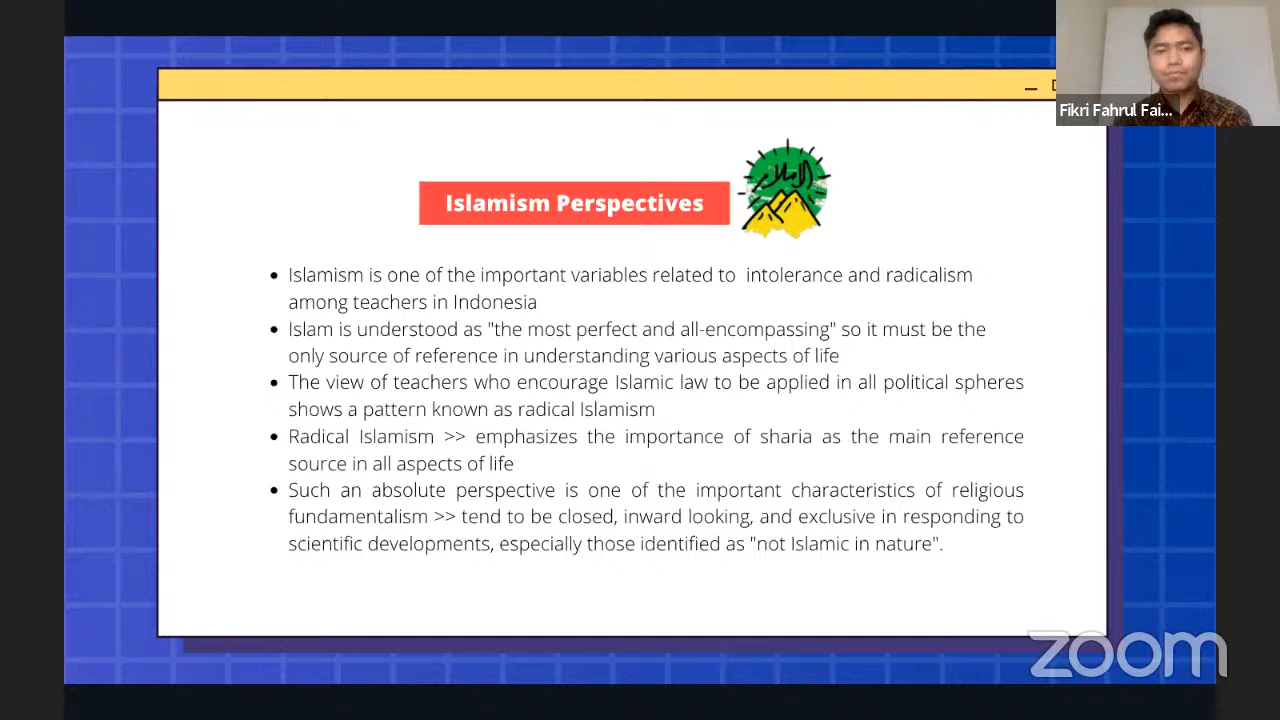 Fikri Fahrul Fai...
Islamism Perspectives
Islamism is one of the important variables related to intolerance and radicalism
among teachers in Indonesia
Islam is understood as "the most perfect and all-encompassing" so it must be the
only source of reference in understanding various aspects of life
The view of teachers who encourage Islamic law to be applied in all political spheres
shows a pattern known as radical Islamism
Radical Islamism >> emphasizes the importance of sharia as the main reference
source in all aspects of life
Such an absolute perspective is one of the important characteristics of religious
fundamentalism >> tend to be closed, inward looking, and exclusive in responding to
scientific developments, especially those identified as "not Islamic in nature".
zoom